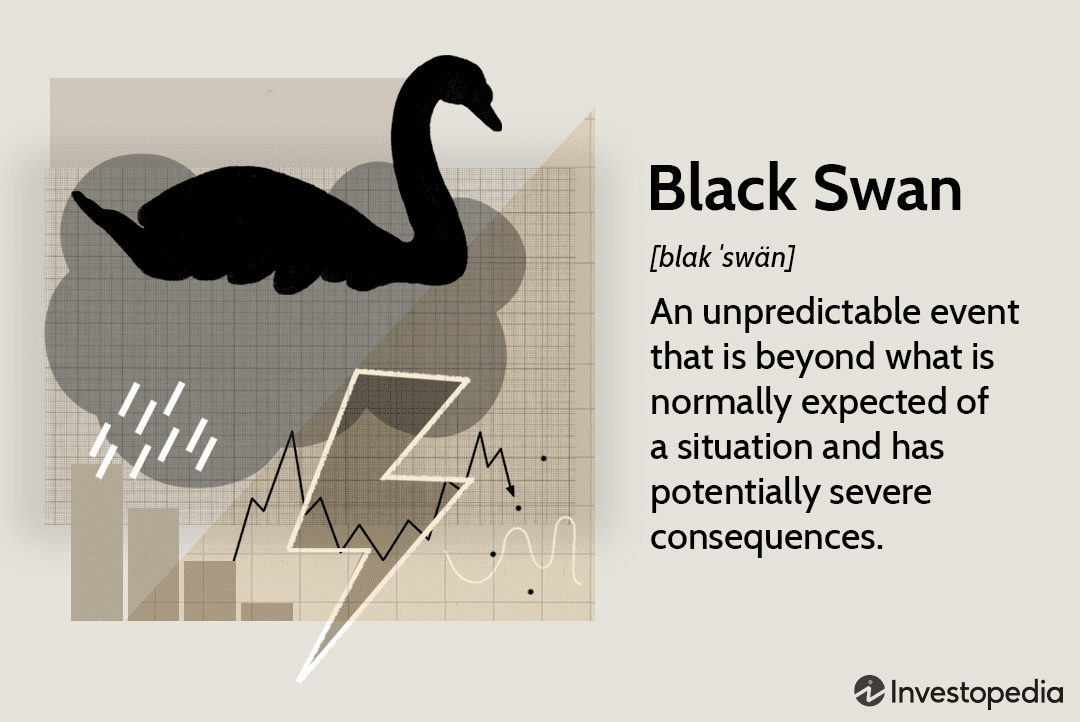 Black Swan
[blak ˈswän]
An unpredictable event
that is beyond what is
normally expected of
a situation and has
potentially severe
consequences.
Investopedia